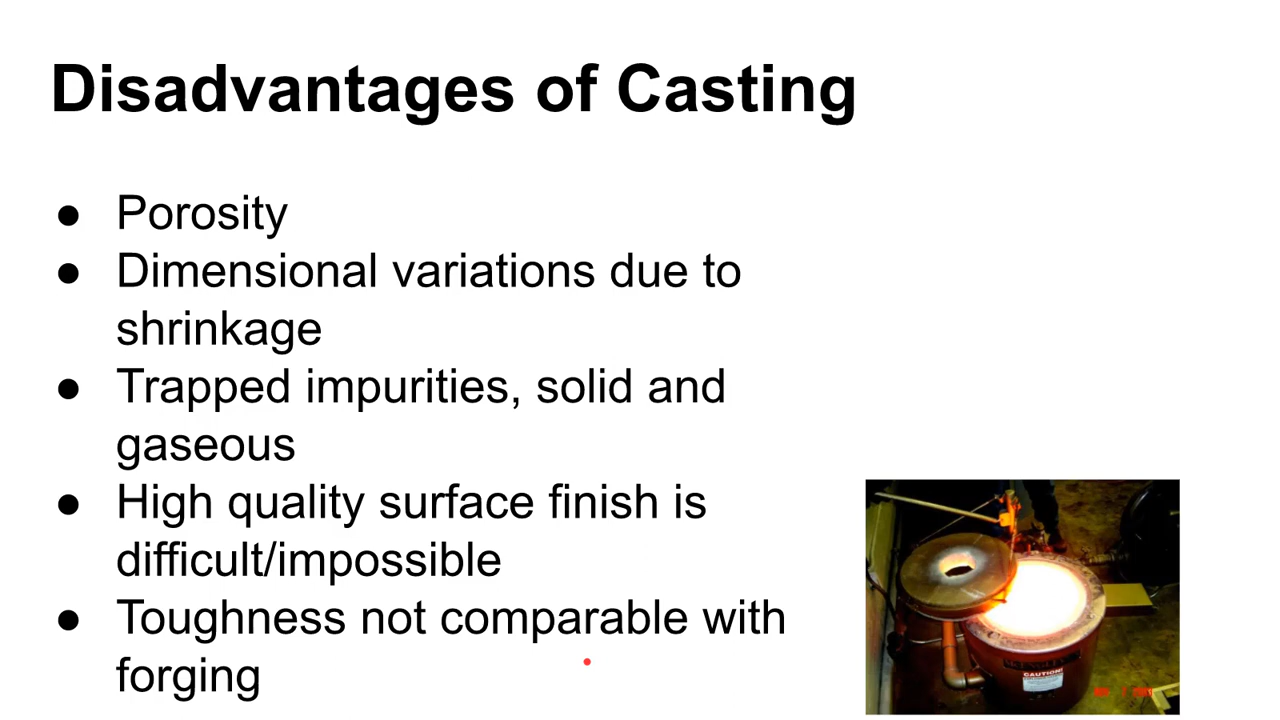 Disadvantages of Casting
● Porosity
● Dimensional variations due to
shrinkage
● Trapped impurities, solid and
gaseous
● High quality surface finish is
difficult/impossible
● Toughness not comparable with
forging
CAUTION!